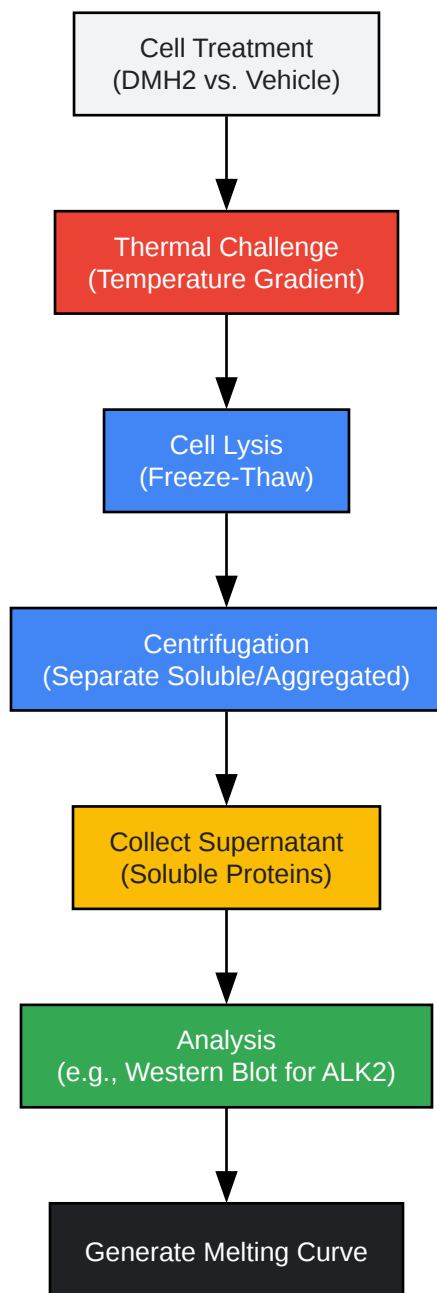 Cell Treatment
(DMH2 vs. Vehicle)
Thermal Challenge
(Temperature Gradient)
Cell Lysis
(Freeze-Thaw)
Centrifugation
(Separate Soluble/Aggregated)
Collect Supernatant
(Soluble Proteins)
Analysis
(e.g., Western Blot for ALK2)
Generate Melting Curve